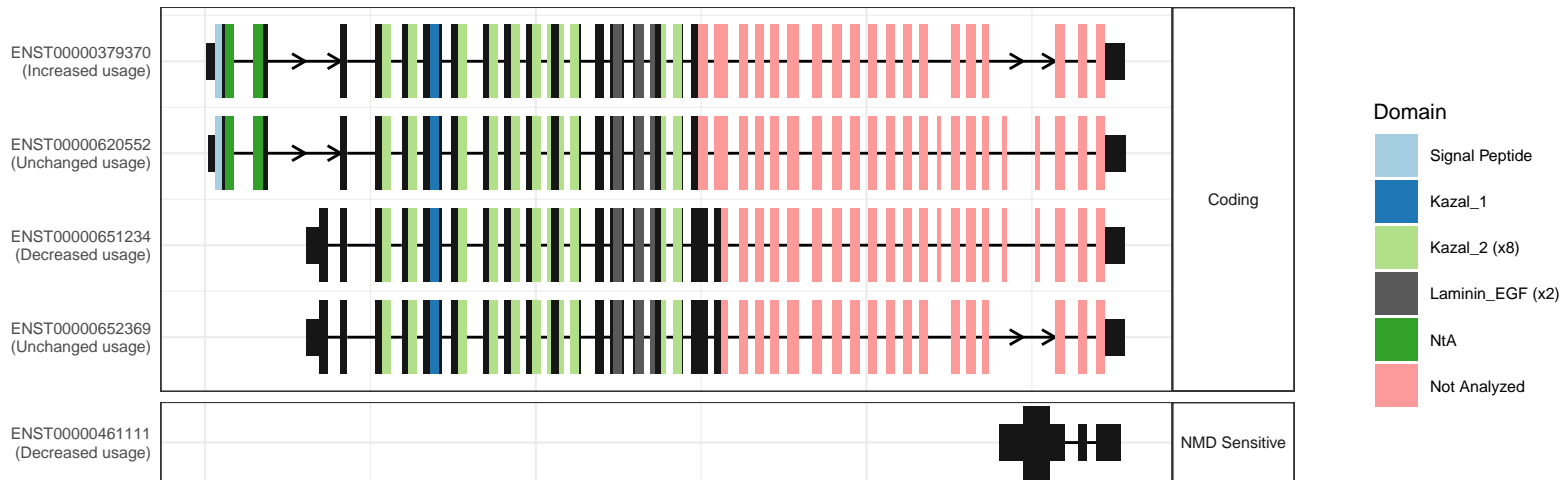 ENST00000379370
(Increased usage)
ENST00000620552
(Unchanged usage)
ENST00000651234
(Decreased usage)
ENST00000652369
(Unchanged usage)
ENST00000461111
(Decreased usage)
Coding
NMD Sensitive
Domain
Signal Peptide
Kazal_1
Kazal_2 (x8)
Laminin_EGF (x2)
NtA
Not Analyzed